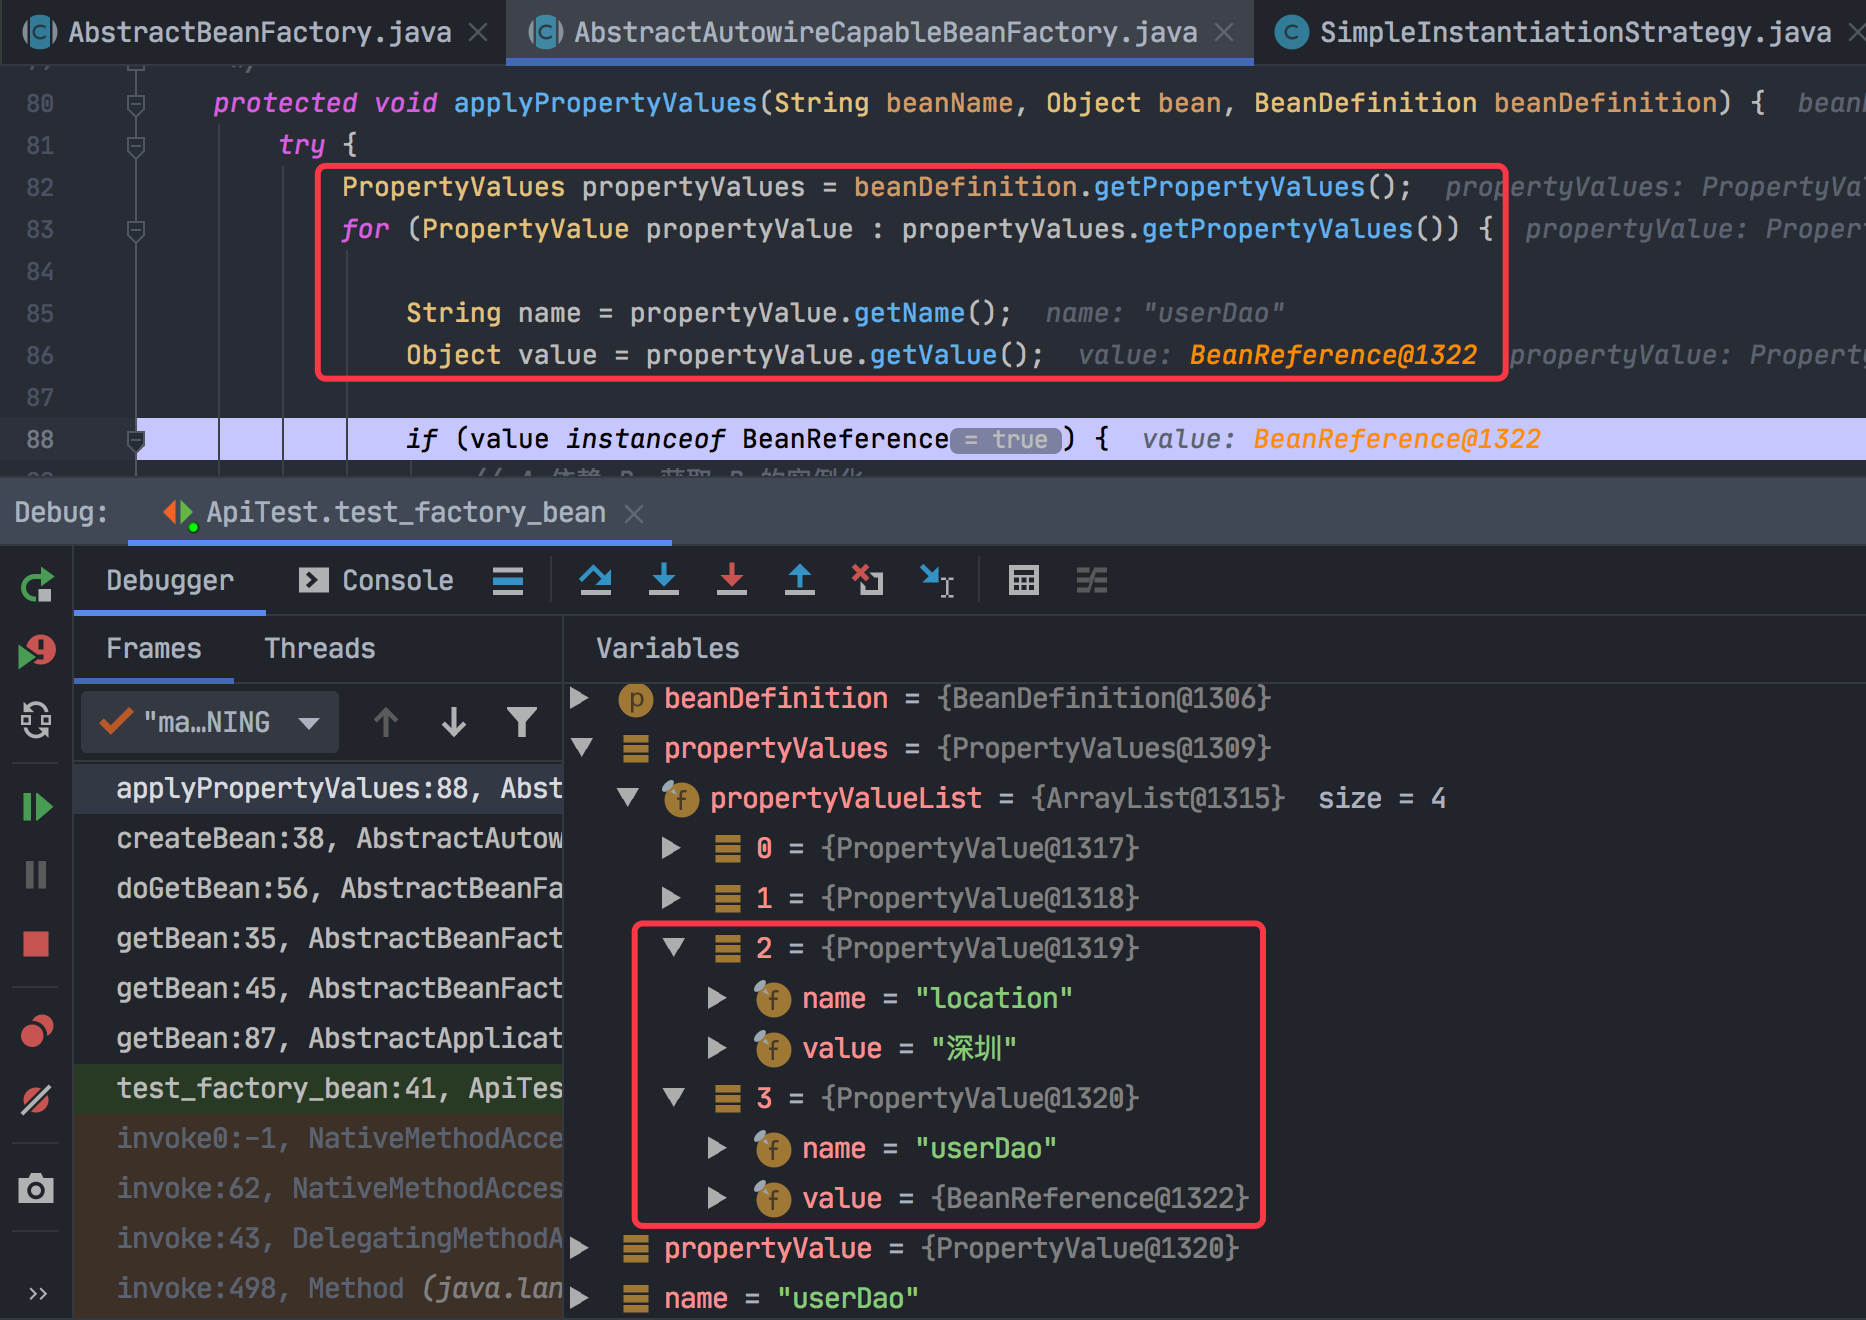 AbstractBeanFactory.java AbstractAutowireCapableBeanFactory.java SimpleInstantiationStrategy.java
80 protected void applyPropertyValues(String beanName, Object bean, BeanDefinition beanDefinition) {
81 try {
82 PropertyValues propertyValues = beanDefinition.getPropertyValues(); propertyValues: PropertyVal
83 for (PropertyValue propertyValue : propertyValues.getPropertyValues()) { propertyValue: Propert
84
85 String name = propertyValue.getName(); name: "userDao"
86 Object value = propertyValue.getValue(); value: BeanReference@1322 propertyValue: Property
87
88 if (value instanceof BeanReference = true ) { value: BeanReference@1322
Debug: ApiTest.test_factory_bean
Debugger Console
Frames Threads Variables
"ma...NING
applyPropertyValues:88, Abst
createBean:38, AbstractAutow
doGetBean:56, AbstractBeanFa
getBean:35, AbstractBeanFact
getBean:45, AbstractBeanFact
getBean:87, AbstractApplicat
test_factory_bean:41, ApiTes
invoke0:-1, NativeMethodAcce
invoke:62, NativeMethodAcces
invoke:43, DelegatingMethodA
invoke:498, Method (java.lan
beanDefinition = {BeanDefinition@1306}
propertyValues = {PropertyValues@1309}
propertyValueList = {ArrayList@1315} size = 4
0 = {PropertyValue@1317}
1 = {PropertyValue@1318}
2 = {PropertyValue@1319}
name = "location"
value = "深圳"
3 = {PropertyValue@1320}
name = "userDao"
value = {BeanReference@1322}
propertyValue = {PropertyValue@1320}
name = "userDao"